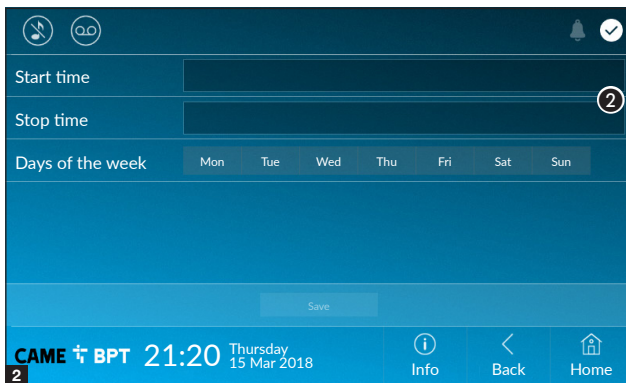 Start time
2
Stop time
Days of the week Mon Tue Wed Thu Fri Sat Sun
Save
CAME BPT 21:20 Thursday
15 Mar 2018
Info Back Home
2